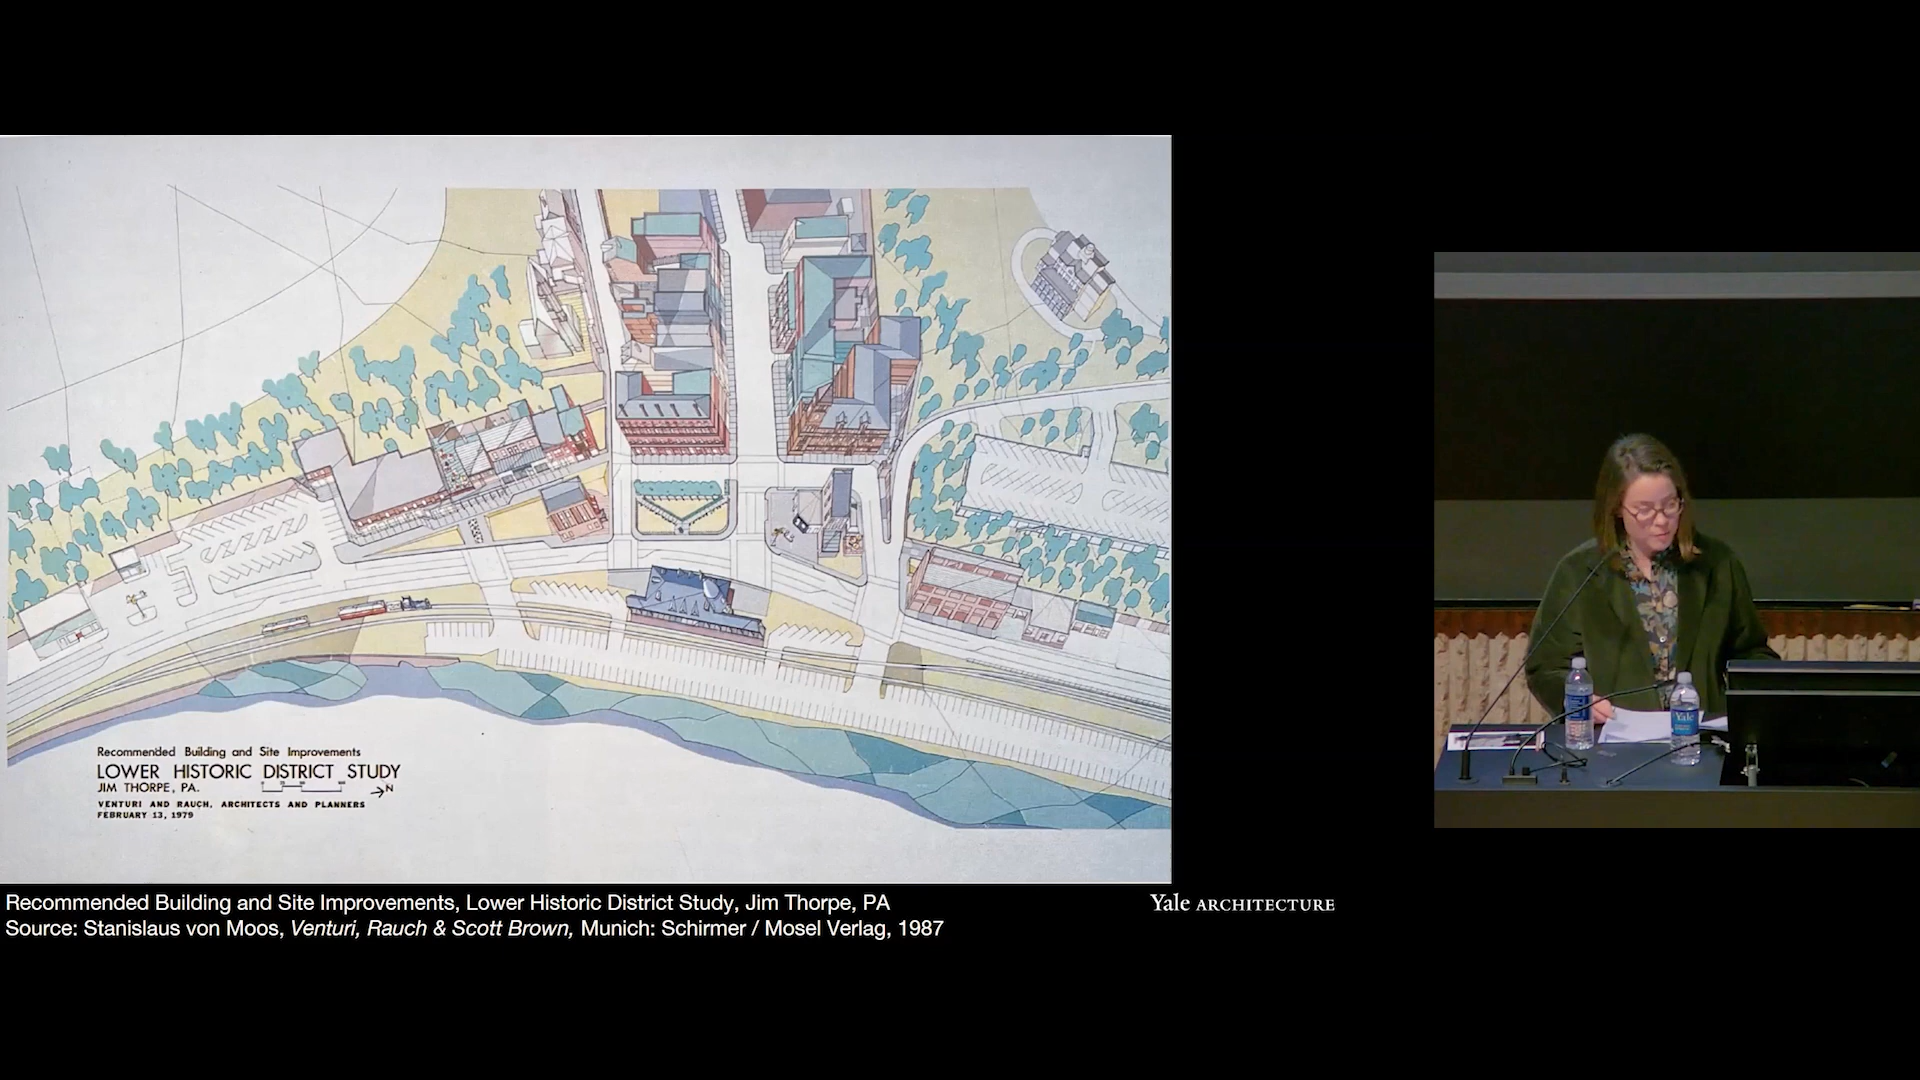 Recommended Building and Site Improvements
LOWER HISTORIC DISTRICT STUDY
JIM THORPE, PA.
N
VENTURI AND RAUCH, ARCHITECTS AND PLANNERS
FEBRUARY 13, 1979
Recommended Building and Site Improvements, Lower Historic District Study, Jim Thorpe, PA
Source: Stanislaus von Moos, Venturi, Rauch & Scott Brown, Munich: Schirmer / Mosel Verlag, 1987
Yale ARCHITECTURE
Yale